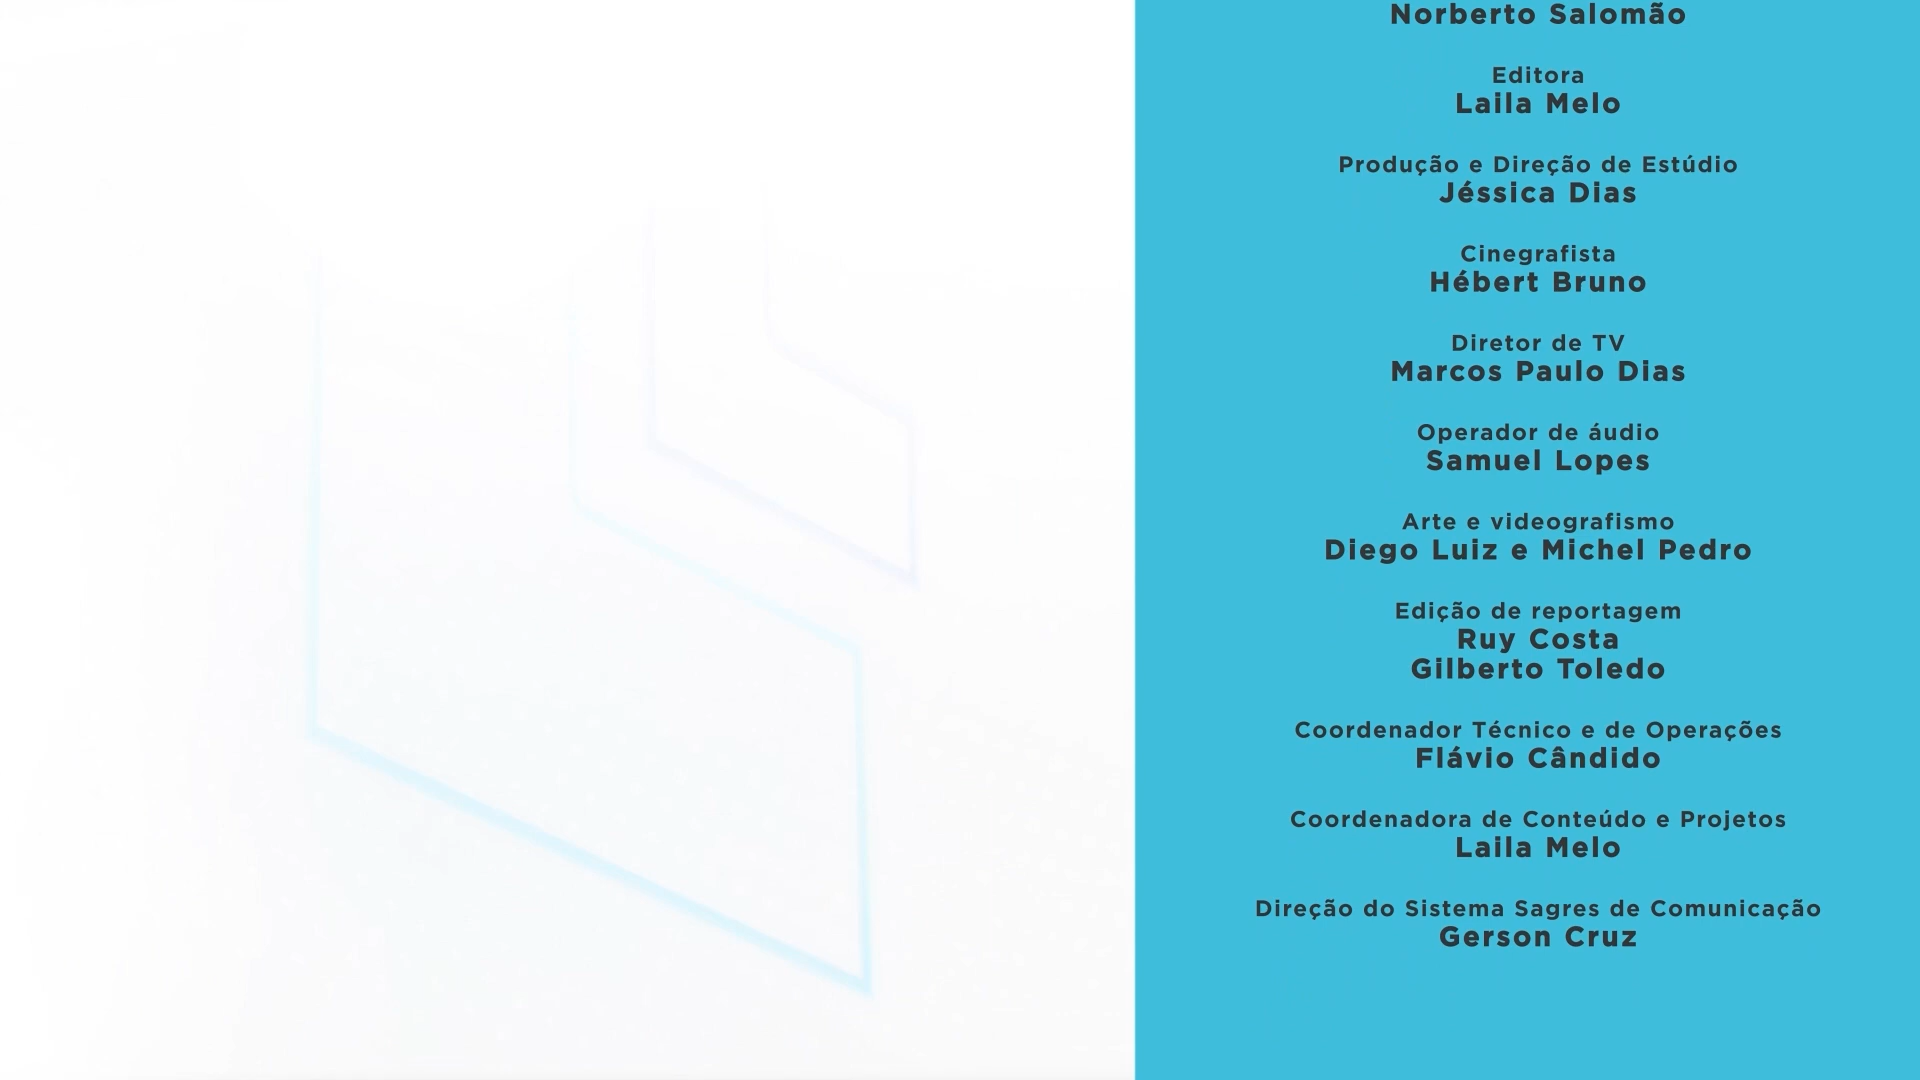 Norberto Salomão
Editora
Laila Melo
Produção e Direção de Estúdio
Jéssica Dias
Cinegrafista
Hébert Bruno
Diretor de TV
Marcos Paulo Dias
Operador de áudio
Samuel Lopes
Arte e videografismo
Diego Luiz e Michel Pedro
Edição de reportagem
Ruy Costa
Gilberto Toledo
Coordenador Técnico e de Operações
Flávio Cândido
Coordenadora de Conteúdo e Projetos
Laila Melo
Direção do Sistema Sagres de Comunicação
Gerson Cruz